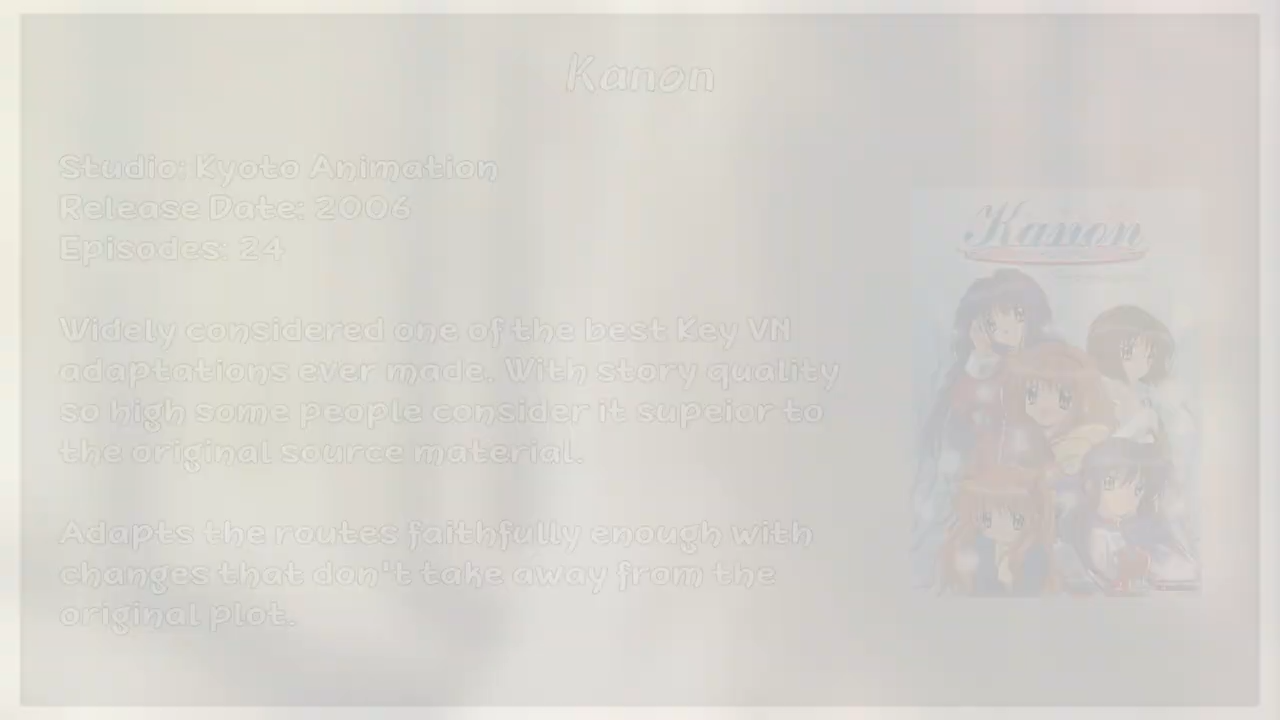 Kanon
Studio: Kyoto Animation
Release Date: 2006
Episodes: 24
Kanon
Widely considered one of the best Key VN
adaptations ever made. With story quality
so high some people consider it supeior to
the original source material.
Adapts the routes faithfully enough with
changes that don"t take away from the
original plot.